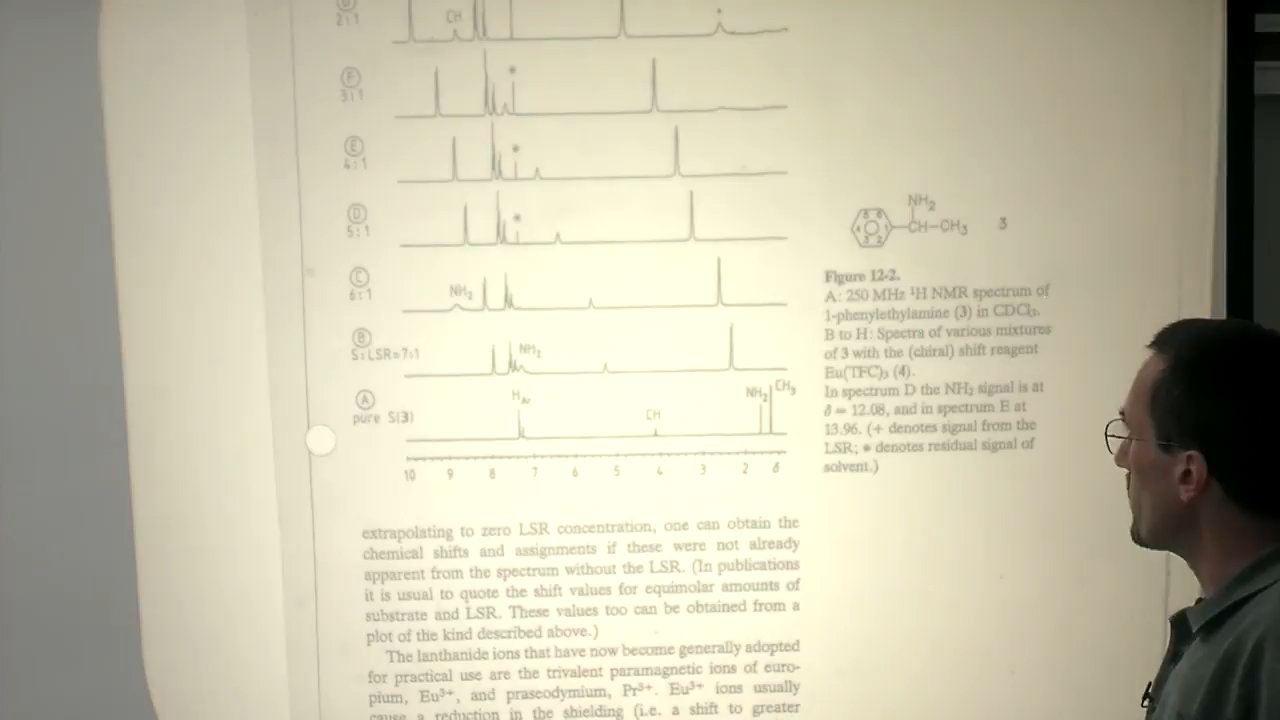 2:1
CH
+
F
3:1
*
E
4:1
*
D
5:1
*
C
6:1
NH₂
B
S:LSR=7:1
NH₂
A
pure S(3)
H Ar
CH
NH₂
CH₃
10 9 8 7 6 5 4 3 2 δ
NH₂
CH–CH₃ 3
5 6
4 1
3 2
Figure 12-2.
A: 250 MHz ¹H NMR spectrum of
1-phenylethylamine (3) in CDCl₃.
B to H: Spectra of various mixtures
of 3 with the (chiral) shift reagent
Eu(TFC)₃ (4).
In spectrum D the NH₂ signal is at
δ = 12.08, and in spectrum E at
13.96. (+ denotes signal from the
LSR; * denotes residual signal of
solvent.)
extrapolating to zero LSR concentration, one can obtain the
chemical shifts and assignments if these were not already
apparent from the spectrum without the LSR. (In publications
it is usual to quote the shift values for equimolar amounts of
substrate and LSR. These values too can be obtained from a
plot of the kind described above.)
The lanthanide ions that have now become generally adopted
for practical use are the trivalent paramagnetic ions of euro-
pium, Eu³⁺, and praseodymium, Pr³⁺. Eu³⁺ ions usually
cause a reduction in the shielding (i.e. a shift to greater